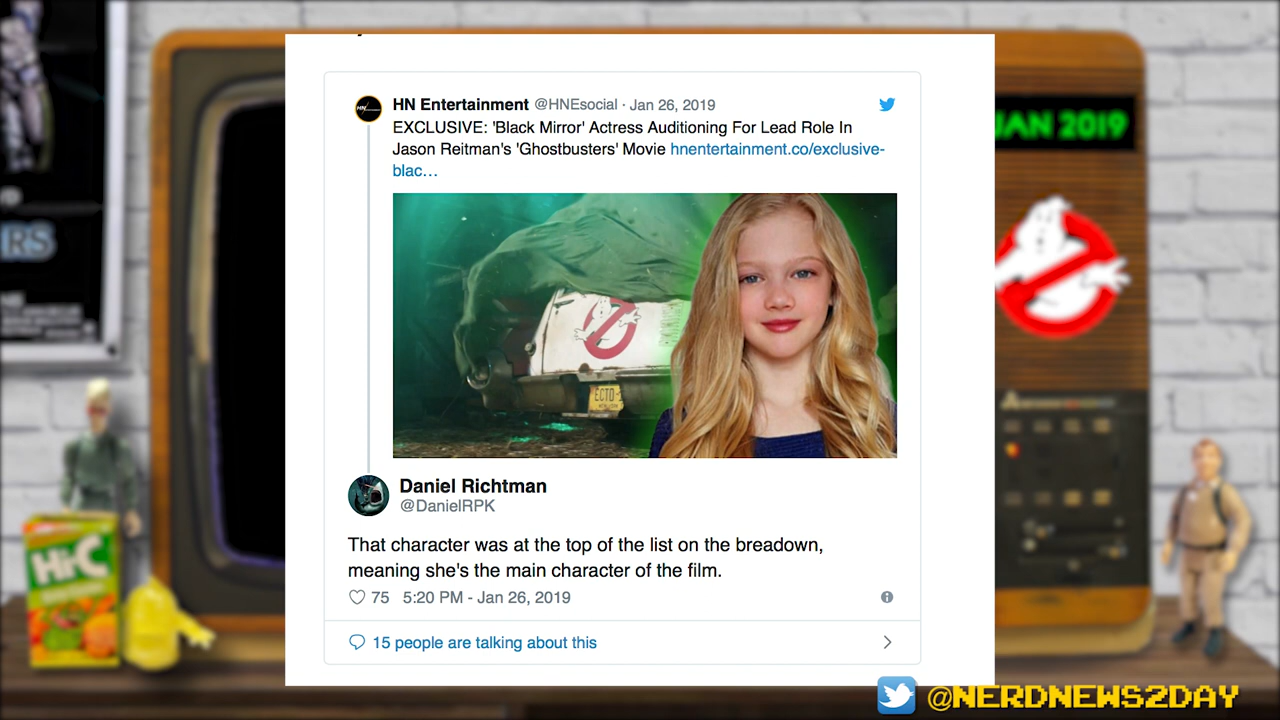 HN Entertainment @HNEsocial · Jan 26, 2019
EXCLUSIVE: 'Black Mirror' Actress Auditioning For Lead Role In
Jason Reitman's 'Ghostbusters' Movie hnentertainment.co/exclusive-
blac…
ECTO-1
Daniel Richtman
@DanielRPK
That character was at the top of the list on the breadown,
meaning she's the main character of the film.
75 5:20 PM - Jan 26, 2019
15 people are talking about this
JAN 2019
RS
Hi-C
@NERDNEWS2DAY